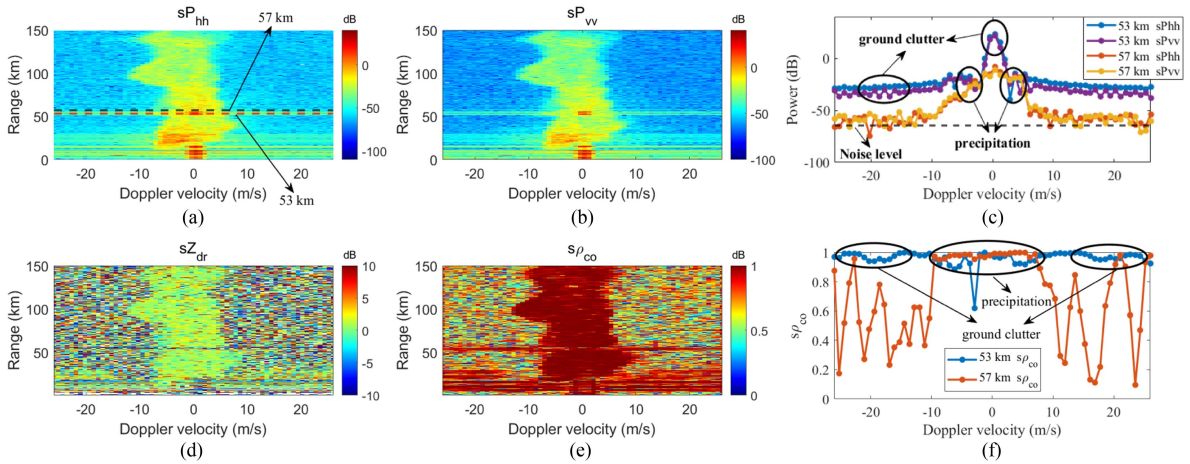 sP_hh
57 km
dB
150
100
50
0
Range (km)
0
-50
-100
-20 -10 0 10 20
Doppler velocity (m/s)
53 km
(a)
sP_vv
dB
150
100
50
0
Range (km)
0
-50
-100
-20 -10 0 10 20
Doppler velocity (m/s)
(b)
53 km sPhh
53 km sPvv
57 km sPhh
57 km sPvv
ground clutter
0
-50
-100
Power (dB)
precipitation
Noise level
-20 -10 0 10 20
Doppler velocity (m/s)
(c)
sZ_dr
dB
150
100
50
Range (km)
10
5
0
-5
-10
-20 -10 0 10 20
Doppler velocity (m/s)
(d)
sρ_co
dB
150
100
50
Range (km)
1
0.5
0
-20 -10 0 10 20
Doppler velocity (m/s)
(e)
1
0.8
0.6
0.4
0.2
0
sρ_co
precipitation
ground clutter
53 km sρ_co
57 km sρ_co
-20 -10 0 10 20
Doppler velocity (m/s)
(f)